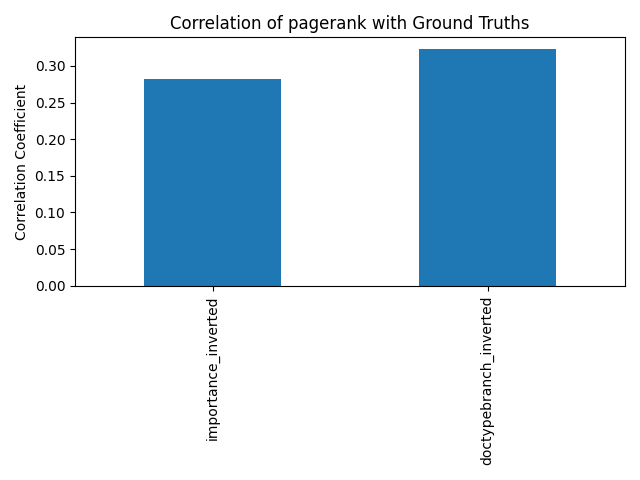 Correlation of pagerank with Ground Truths
Correlation Coefficient
0.30
0.25
0.20
0.15
0.10
0.05
0.00
importance_inverted
doctypebranch_inverted